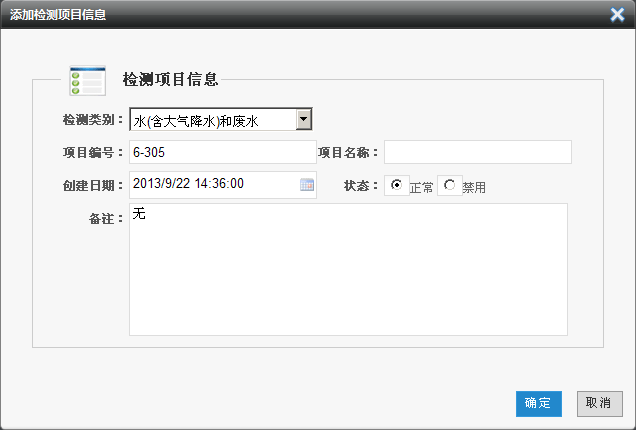 添加检测项目信息
检测项目信息
检测类别： 水(含大气降水)和废水
项目编号： 6-305 项目名称：
创建日期： 2013/9/22 14:36:00 状态： 正常 禁用
备注： 无
确定 取消